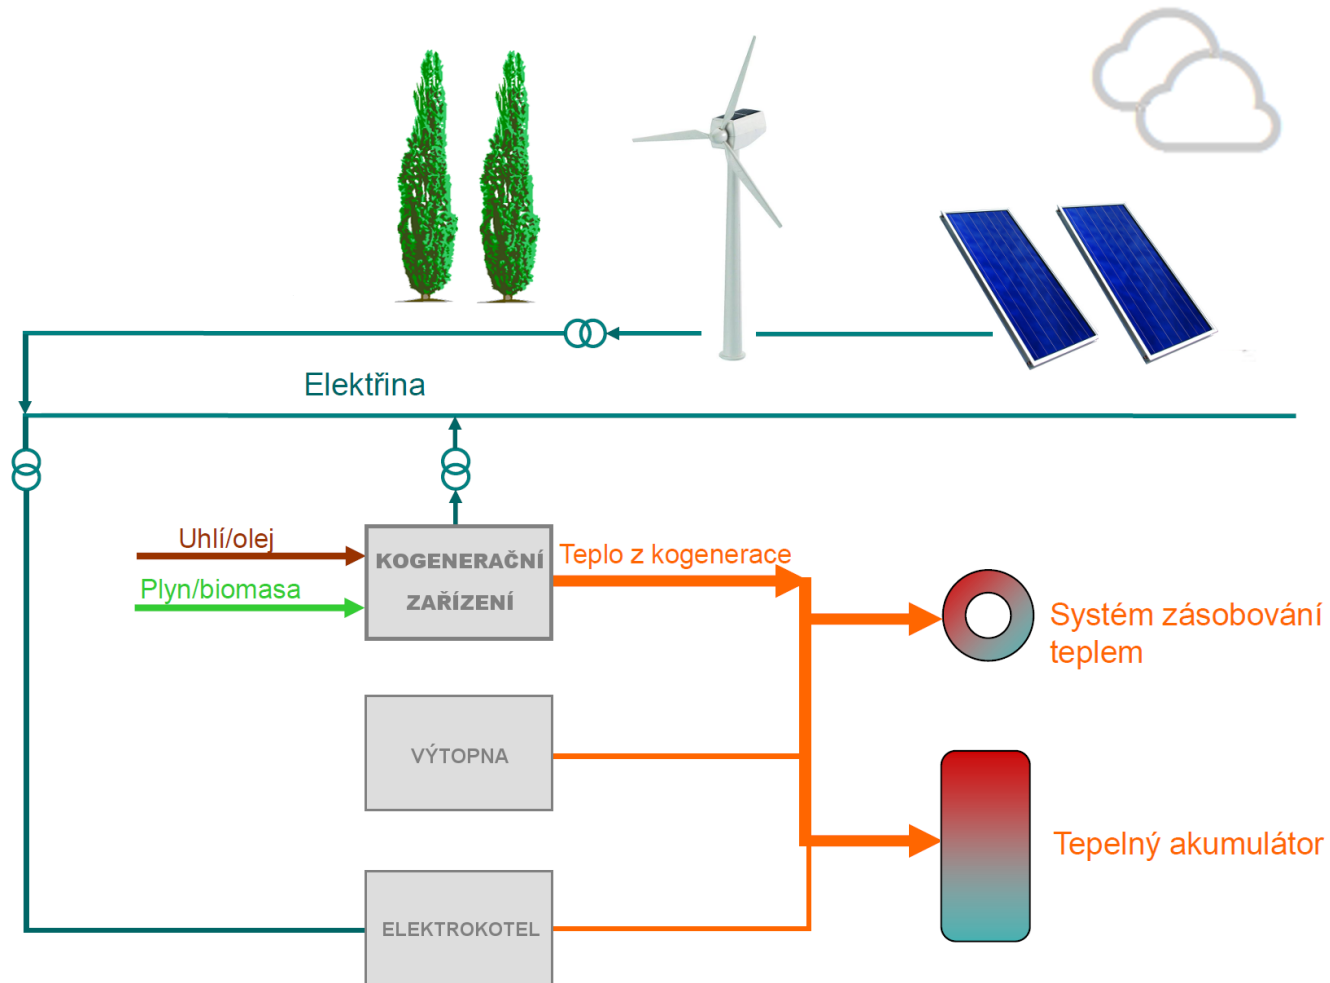 Elektřina
Uhlí/olej
Plyn/biomasa
KOGENERAČNÍ
ZAŘÍZENÍ
Teplo z kogenerace
Systém zásobování
teplem
VÝTOPNA
Tepelný akumulátor
ELEKTROKOTEL